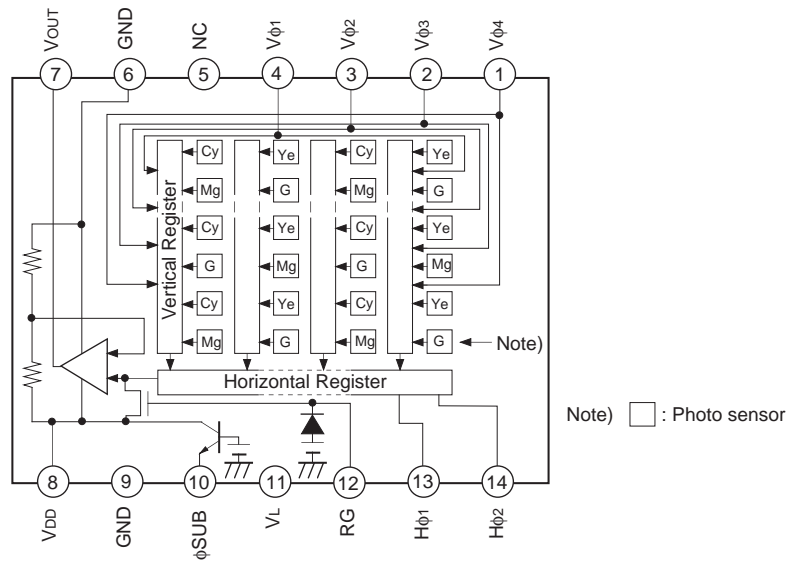 VOUT GND NC Vϕ1 Vϕ2 Vϕ3 Vϕ4
7 6 5 4 3 2 1
Vertical Register
Cy Ye Cy Ye
Mg G Mg G
Cy Ye Cy Ye
G Mg G Mg
Cy Ye Cy Ye
Mg G Mg G
Note)
Horizontal Register
Note) : Photo sensor
8 9 10 11 12 13 14
VDD GND ϕSUB VL RG Hϕ1 Hϕ2